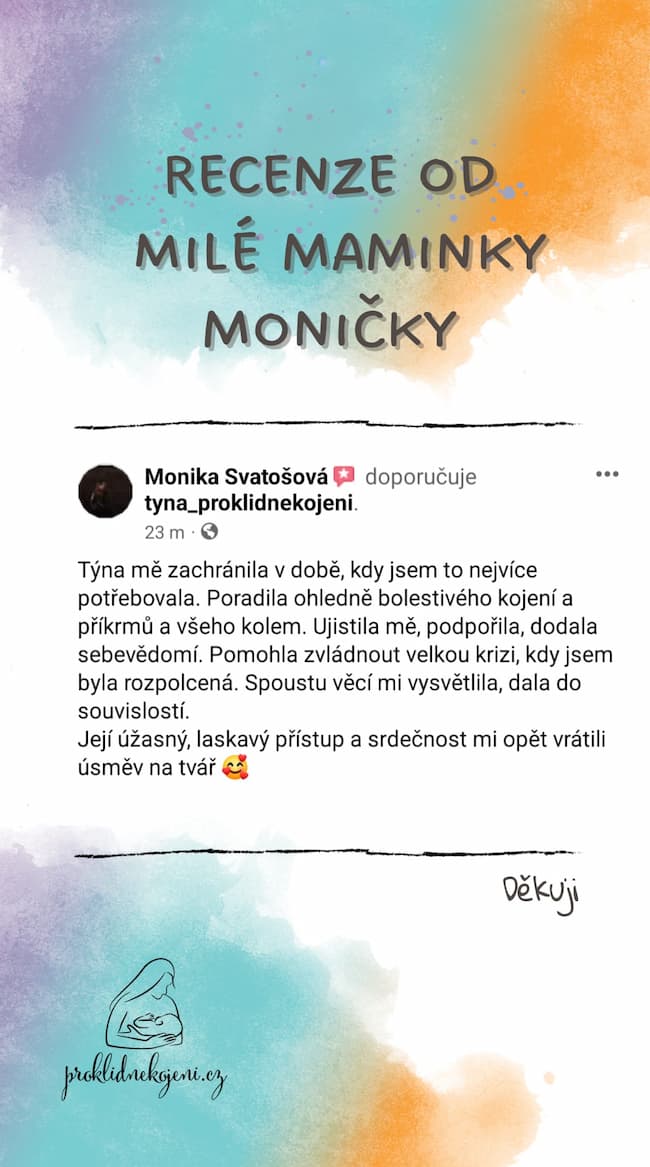 RECENZE OD
MILÉ MAMINKY
MONIČKY
Monika Svatošová doporučuje
tyna_proklidnekojeni.
23 m ·
Týna mě zachránila v době, kdy jsem to nejvíce
potřebovala. Poradila ohledně bolestivého kojení a
příkrmů a všeho kolem. Ujistila mě, podpořila, dodala
sebevědomí. Pomohla zvládnout velkou krizi, kdy jsem
byla rozpolcená. Spoustu věcí mi vysvětlila, dala do
souvislostí.
Její úžasný, laskavý přístup a srdečnost mi opět vrátili
úsměv na tvář 🥰
Děkuji
proklidnekojeni.cz